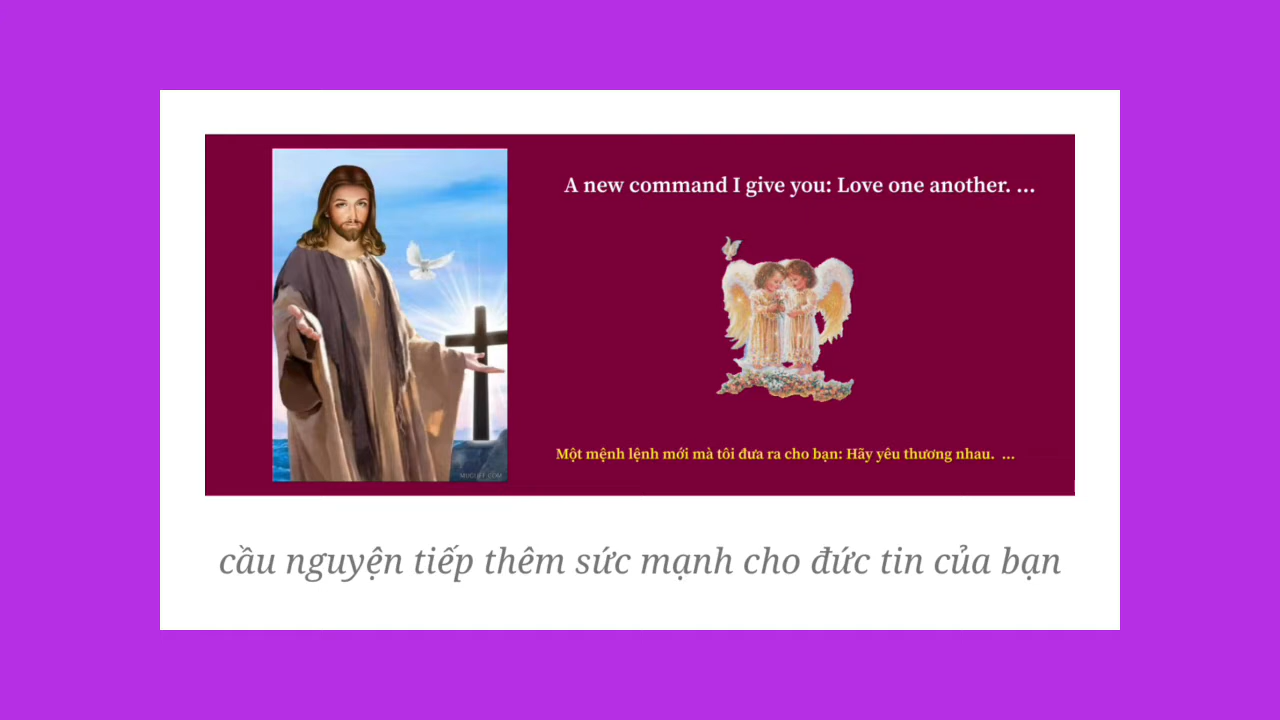 A new command I give you: Love one another. ...
Một mệnh lệnh mới mà tôi đưa ra cho bạn: Hãy yêu thương nhau. ...
cầu nguyện tiếp thêm sức mạnh cho đức tin của bạn